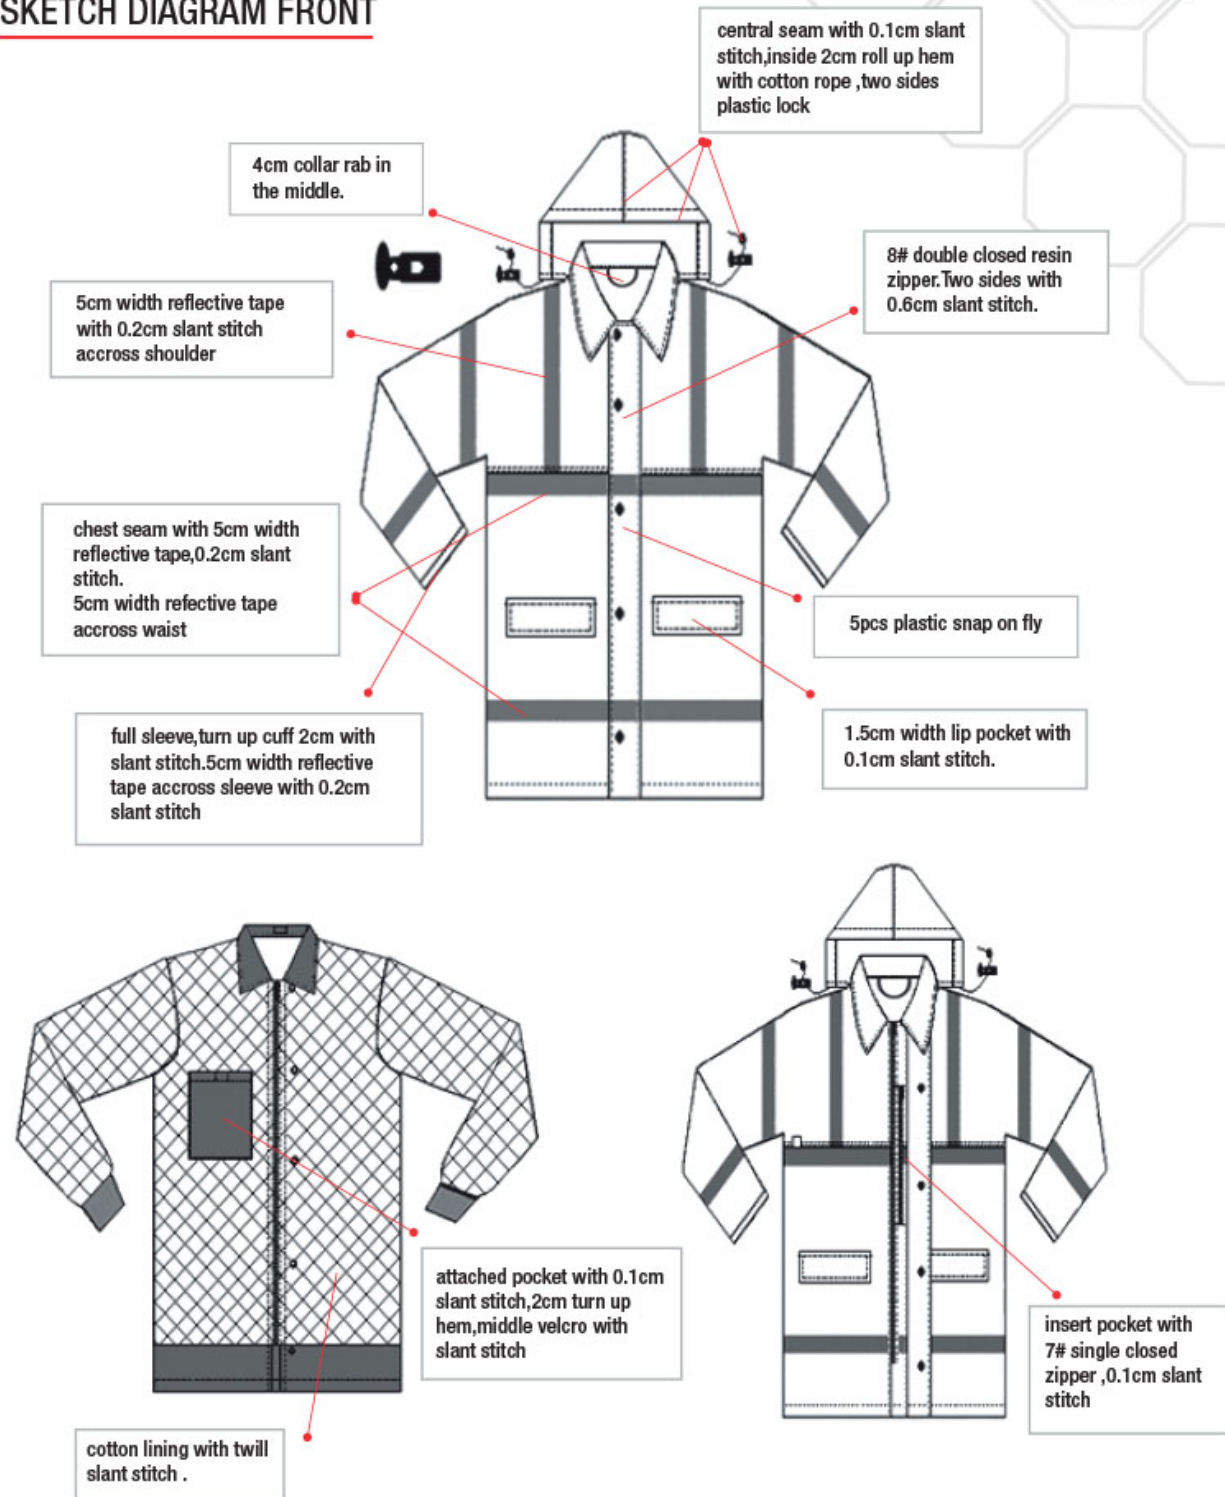 SKETCH DIAGRAM FRONT
central seam with 0.1cm slant
stitch,inside 2cm roll up hem
with cotton rope ,two sides
plastic lock
4cm collar rab in
the middle.
8# double closed resin
zipper.Two sides with
0.6cm slant stitch.
5cm width reflective tape
with 0.2cm slant stitch
accross shoulder
chest seam with 5cm width
reflective tape,0.2cm slant
stitch.
5cm width refective tape
accross waist
5pcs plastic snap on fly
full sleeve,turn up cuff 2cm with
slant stitch.5cm width reflective
tape accross sleeve with 0.2cm
slant stitch
1.5cm width lip pocket with
0.1cm slant stitch.
attached pocket with 0.1cm
slant stitch,2cm turn up
hem,middle velcro with
slant stitch
insert pocket with
7# single closed
zipper ,0.1cm slant
stitch
cotton lining with twill
slant stitch .